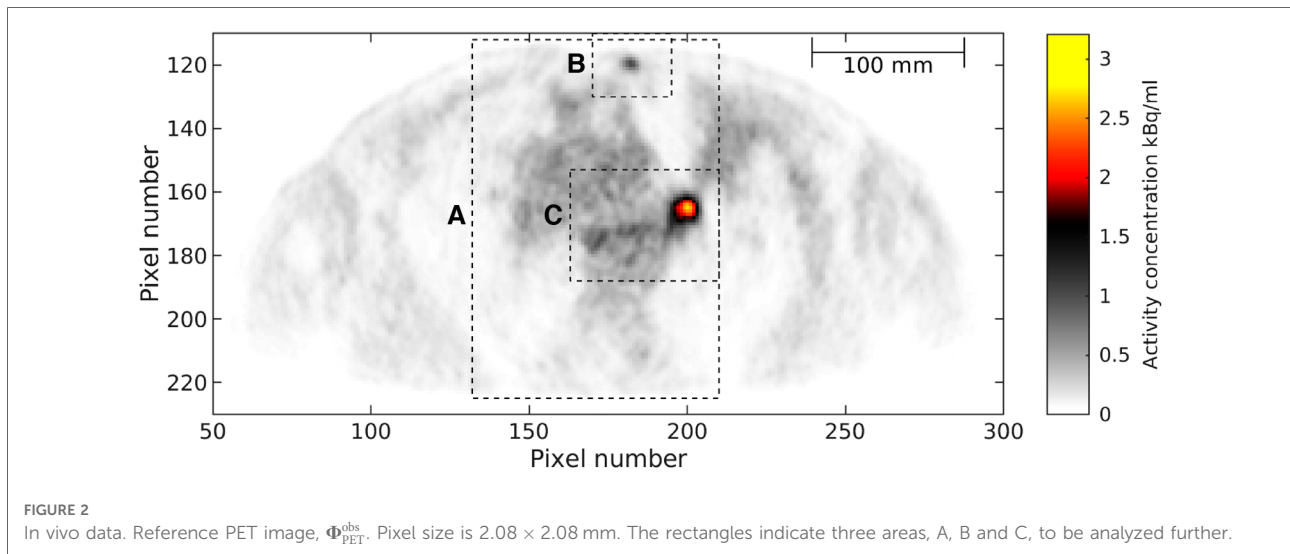 B
A
C
100 mm
120
140
160
180
200
220
Pixel number
50
100
150
200
250
300
Pixel number
3
2.5
2
1.5
1
0.5
0
Activity concentration kBq/ml
FIGURE 2
In vivo data. Reference PET image, Φ^obs_PET. Pixel size is 2.08 × 2.08 mm. The rectangles indicate three areas, A, B and C, to be analyzed further.